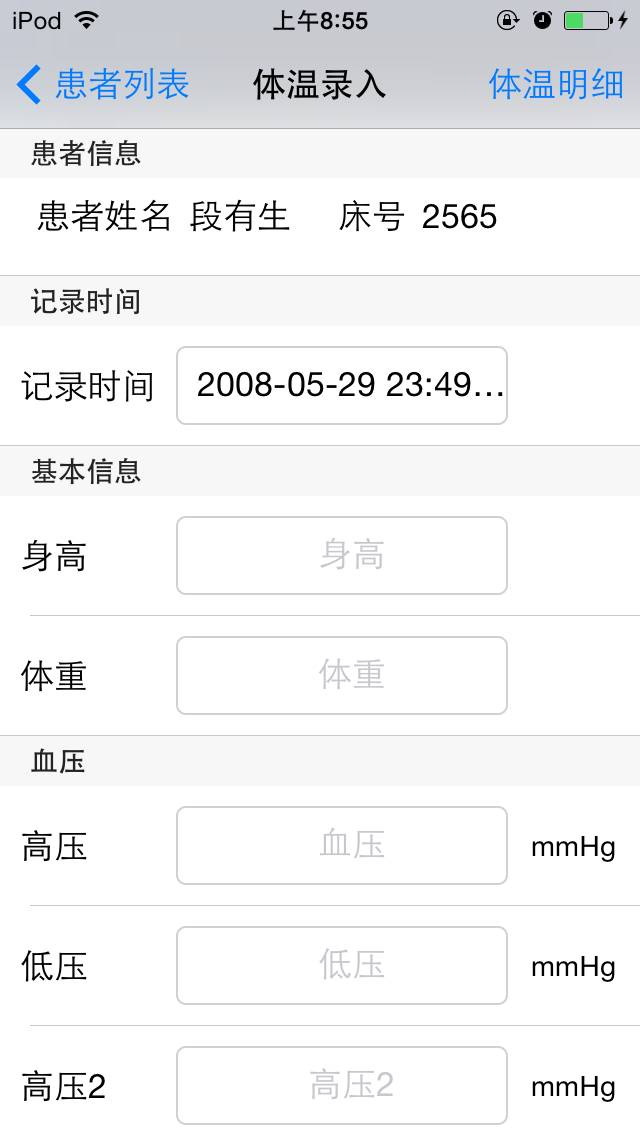 iPod 上午8:55
患者列表 体温录入 体温明细
患者信息
患者姓名 段有生 床号 2565
记录时间
记录时间 2008-05-29 23:49...
基本信息
身高 身高
体重 体重
血压
高压 血压 mmHg
低压 低压 mmHg
高压2 高压2 mmHg